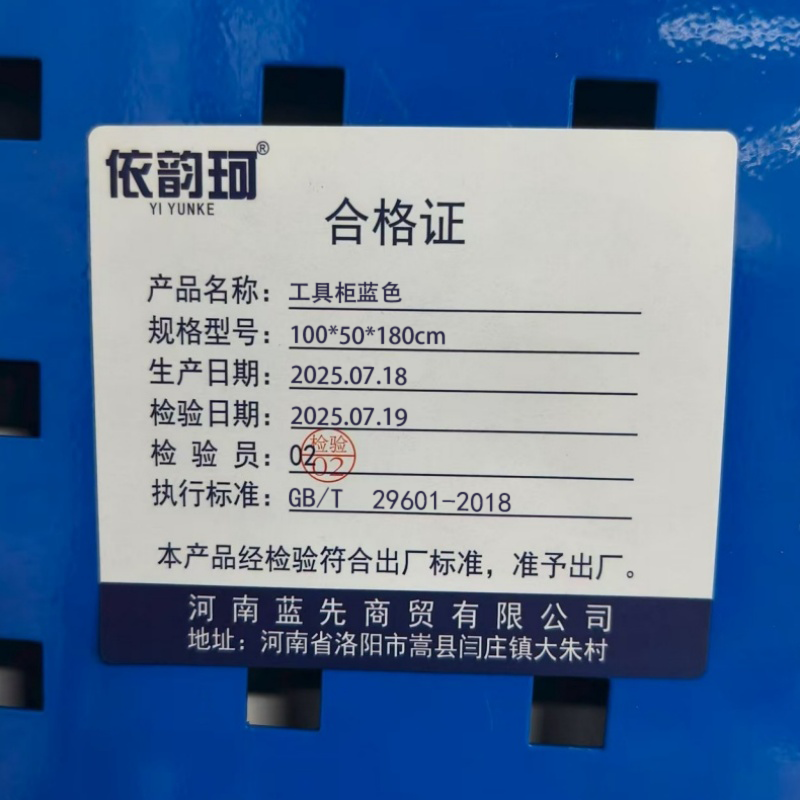 依韵珂®
YI YUNKE
合格证
产品名称：工具柜蓝色
规格型号：100*50*180cm
生产日期：2025.07.18
检验日期：2025.07.19
检 验 员：02
检验
02
执行标准：GB/T 29601-2018
本产品经检验符合出厂标准，准予出厂。
河南蓝先商贸有限公司
地址：河南省洛阳市嵩县闫庄镇大朱村